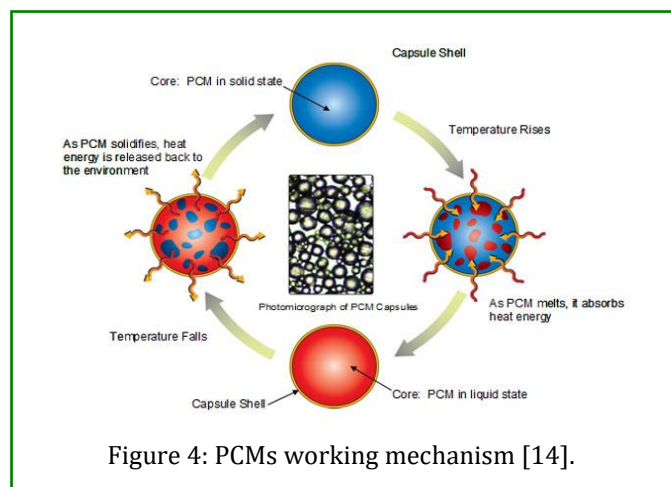 Capsule Shell
Core: PCM in solid state
Temperature Rises
As PCM solidifies, heat
energy is released back to
the environment
Photomicrograph of PCM Capsules
As PCM melts, it absorbs
heat energy
Temperature Falls
Capsule Shell
Core: PCM in liquid state
Figure 4: PCMs working mechanism [14].